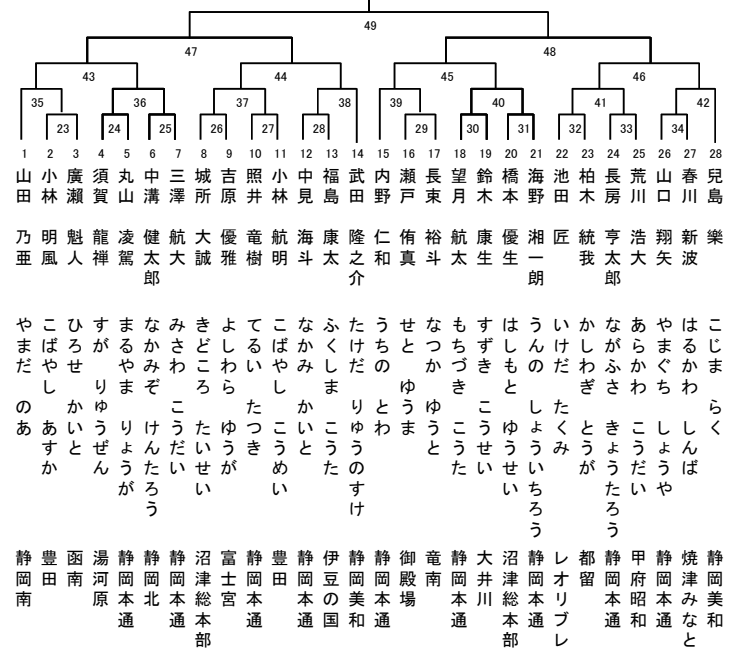 49
47 48
43 44 45 46
35 36 37 38 39 40 41 42
23 24 25 26 27 28 29 30 31 32 33 34
1 山田 乃亜 やまだ のあ 静岡南
2 小林 明風 こばやし あすか 豊田
3 廣瀬 魁人 ひろせ かいと 函南
4 須賀 龍禅 すが りゅうぜん 湯河原
5 丸山 凌駕 まるやま りょうが 静岡本通
6 中溝 健太郎 なかみぞ けんたろう 静岡北
7 三澤 航大 みさわ こうだい 静岡本通
8 城所 大誠 きどころ たいせい 沼津総本部
9 吉原 優雅 よしわら ゆうが 富士宮
10 照井 竜樹 てるい たつき 静岡本通
11 小林 航明 こばやし こうめい 豊田
12 中見 海斗 なかみ かいと 静岡本通
13 福島 康太 ふくしま こうた 伊豆の国
14 武田 隆之介 たけだ りゅうのすけ 静岡美和
15 内野 仁和 うちの とわ 静岡本通
16 瀬戸 侑真 せと ゆうま 御殿場
17 長束 裕斗 なつか ゆうと 竜南
18 望月 航太 もちづき こうた 静岡本通
19 鈴木 康生 すずき こうせい 大井川
20 橋本 優生 はしもと ゆうせい 沼津総本部
21 海野 湘一朗 うんの しょういちろう 静岡本通
22 池田 匠 いけだ たくみ レオリブレ
23 柏木 統我 かしわぎ とうが 都留
24 長房 亨太郎 ながふさ きょうたろう 静岡本通
25 荒川 浩大 あらかわ こうだい 甲府昭和
26 山口 翔矢 やまぐち しょうや 静岡本通
27 春川 新波 はるかわ しんば 焼津みなと
28 兒島 樂 こじま らく 静岡美和